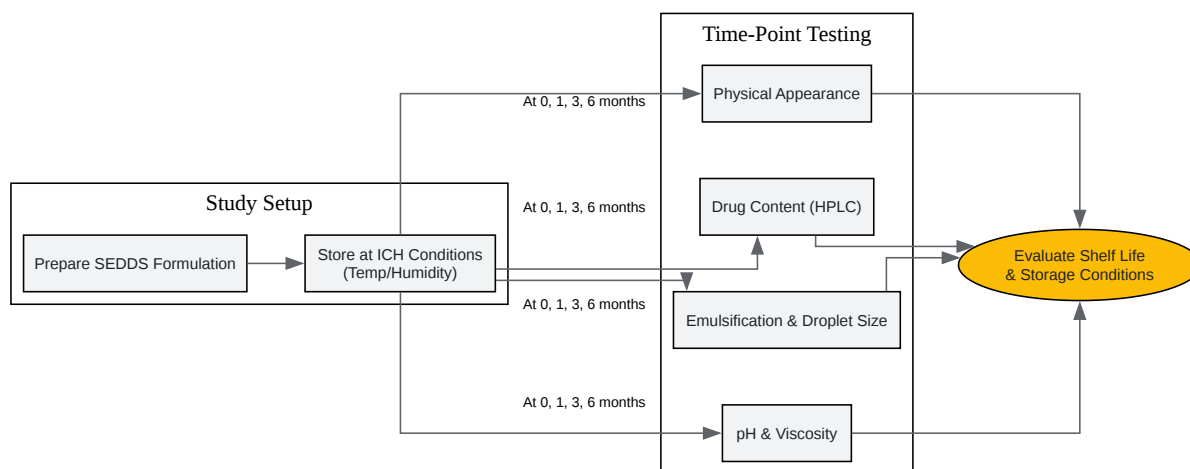 Study Setup
Prepare SEDDS Formulation
Store at ICH Conditions
(Temp/Humidity)
At 0, 1, 3, 6 months
At 0, 1, 3, 6 months
At 0, 1, 3, 6 months
At 0, 1, 3, 6 months
Time-Point Testing
Physical Appearance
Drug Content (HPLC)
Emulsification & Droplet Size
pH & Viscosity
Evaluate Shelf Life
& Storage Conditions